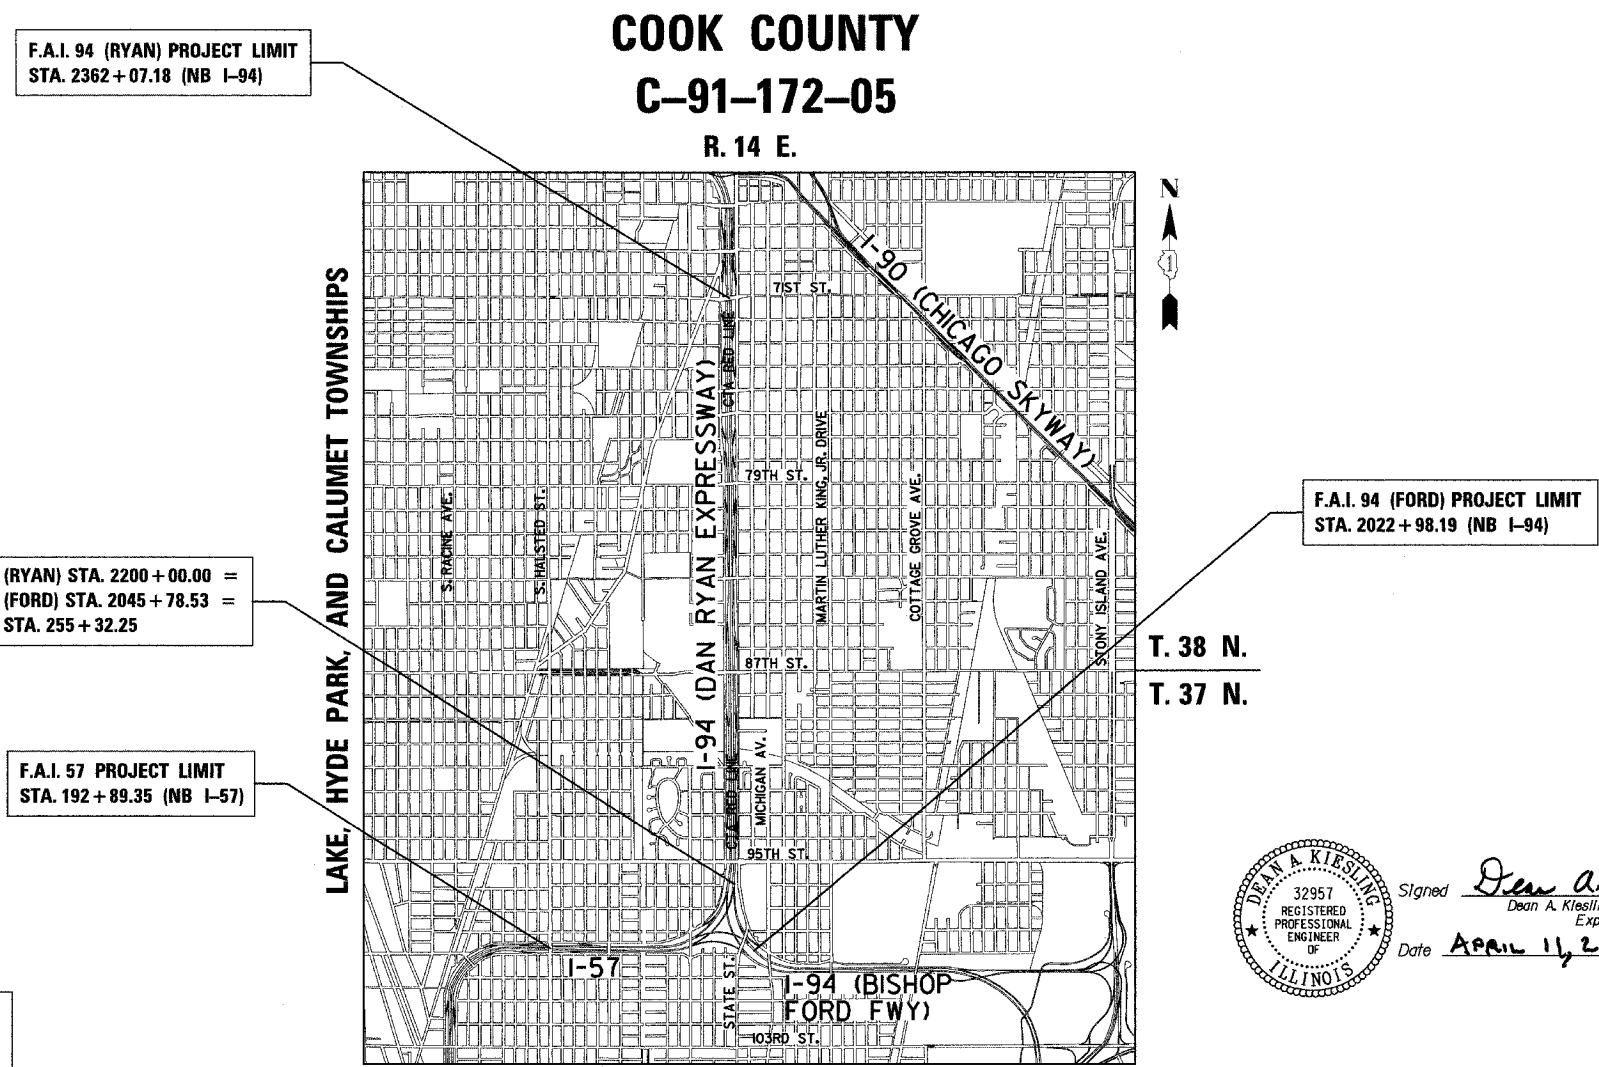 COOK COUNTY
C-91-172-05
R. 14 E.
F.A.I. 94 (RYAN) PROJECT LIMIT
STA. 2362+07.18 (NB I-94)
N
LAKE, HYDE PARK, AND CALUMET TOWNSHIPS
71ST ST.
I-90 (CHICAGO SKYWAY)
CTA RED LINE
I-94 (DAN RYAN EXPRESSWAY)
79TH ST.
S. RACINE AVE.
S. HALSTED ST.
MARTIN LUTHER KING, JR. DRIVE
COTTAGE GROVE AVE.
STONY ISLAND AVE.
F.A.I. 94 (FORD) PROJECT LIMIT
STA. 2022+98.19 (NB I-94)
(RYAN) STA. 2200+00.00 =
(FORD) STA. 2045+78.53 =
STA. 255+32.25
87TH ST.
T. 38 N.
T. 37 N.
F.A.I. 57 PROJECT LIMIT
STA. 192+89.35 (NB I-57)
CTA RED LINE
MICHIGAN AV.
95TH ST.
I-57
STATE ST.
I-94 (BISHOP
FORD FWY)
103RD ST.
DEAN A. KIESLING
32957
REGISTERED
PROFESSIONAL
ENGINEER
OF
ILLINOIS
Signed Dean A.
Dean A. Kiesli
Exp
Date APRIL 11, 2